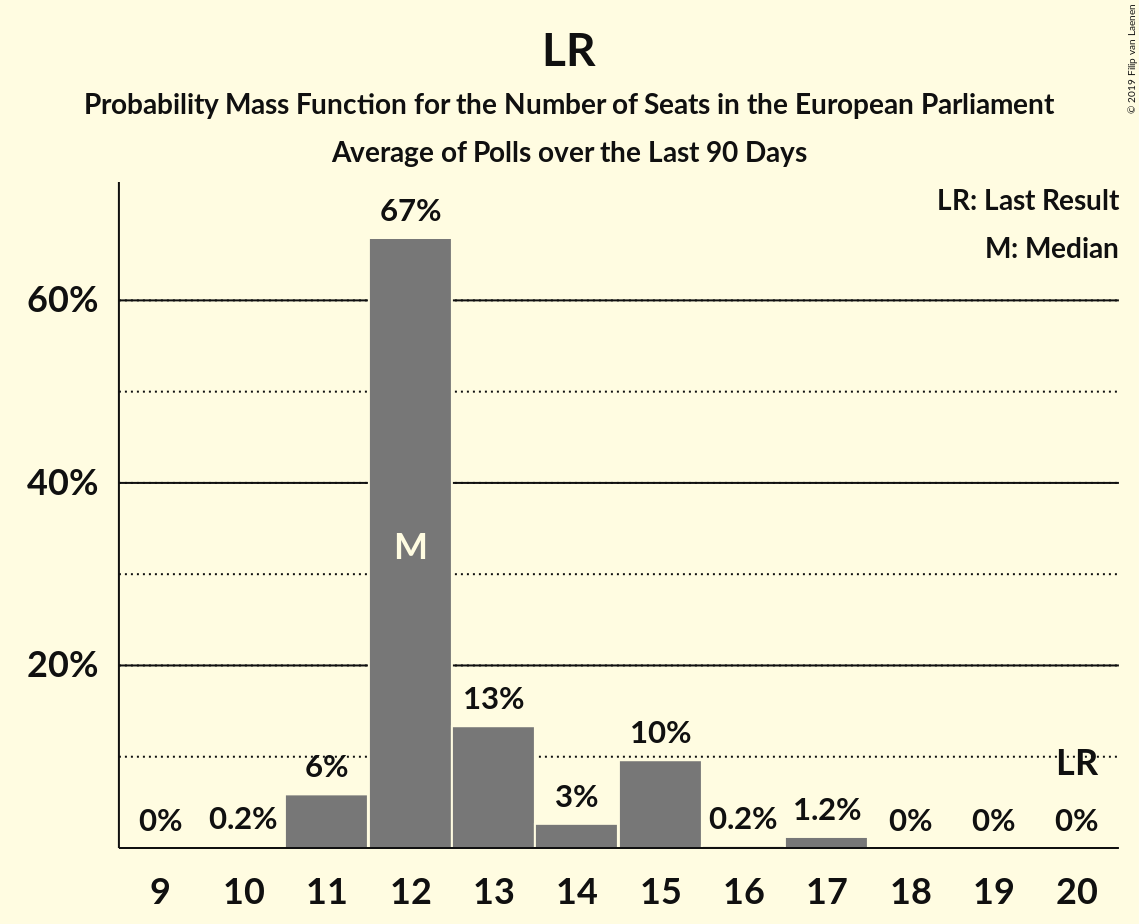 LR
Probability Mass Function for the Number of Seats in the European Parliament
Average of Polls over the Last 90 Days
© 2019 Filip van Laenen
LR: Last Result
M: Median
67%
60%
40%
M
20%
13%
10%
6%
LR
3%
0% 0.2% 0.2% 1.2% 0% 0% 0%
9 10 11 12 13 14 15 16 17 18 19 20